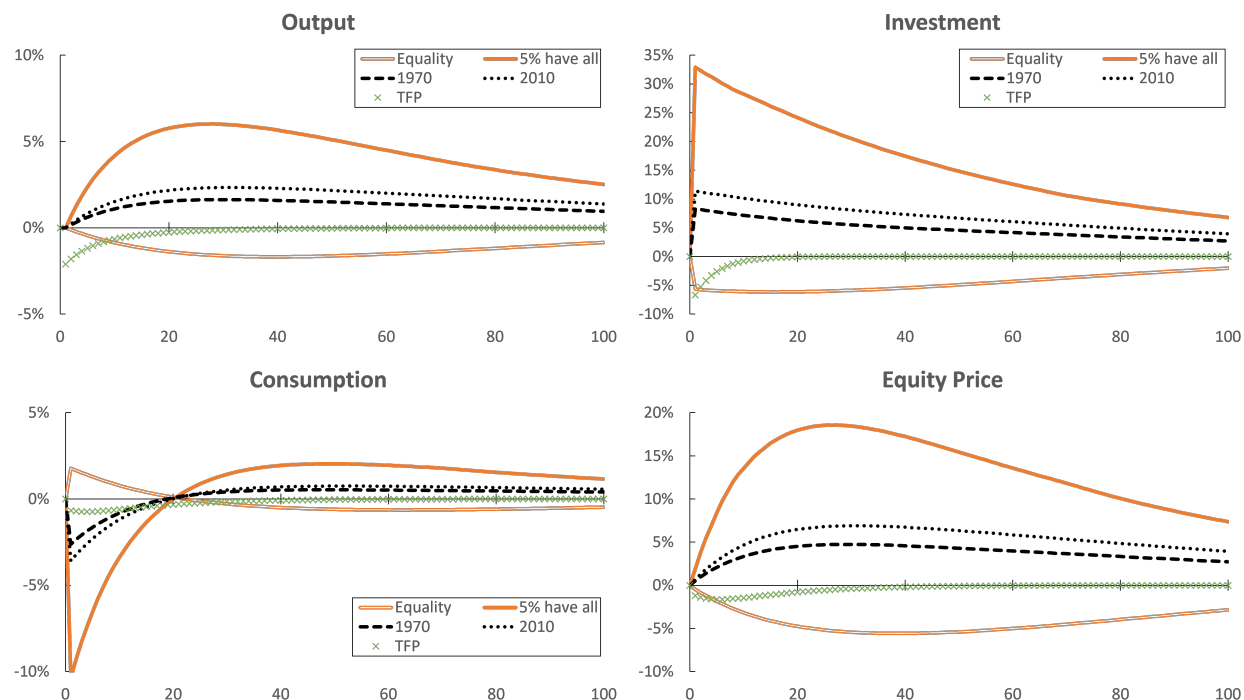 Output
10%
5%
0%
-5%
0 20 40 60 80 100
Equality 5% have all
1970 2010
TFP
Investment
35%
30%
25%
20%
15%
10%
5%
0%
-5%
-10%
0 20 40 60 80 100
Equality 5% have all
1970 2010
TFP
Consumption
5%
0%
-5%
-10%
0 20 40 60 80 100
Equality 5% have all
1970 2010
TFP
Equity Price
20%
15%
10%
5%
0%
-5%
-10%
0 20 40 60 80 100